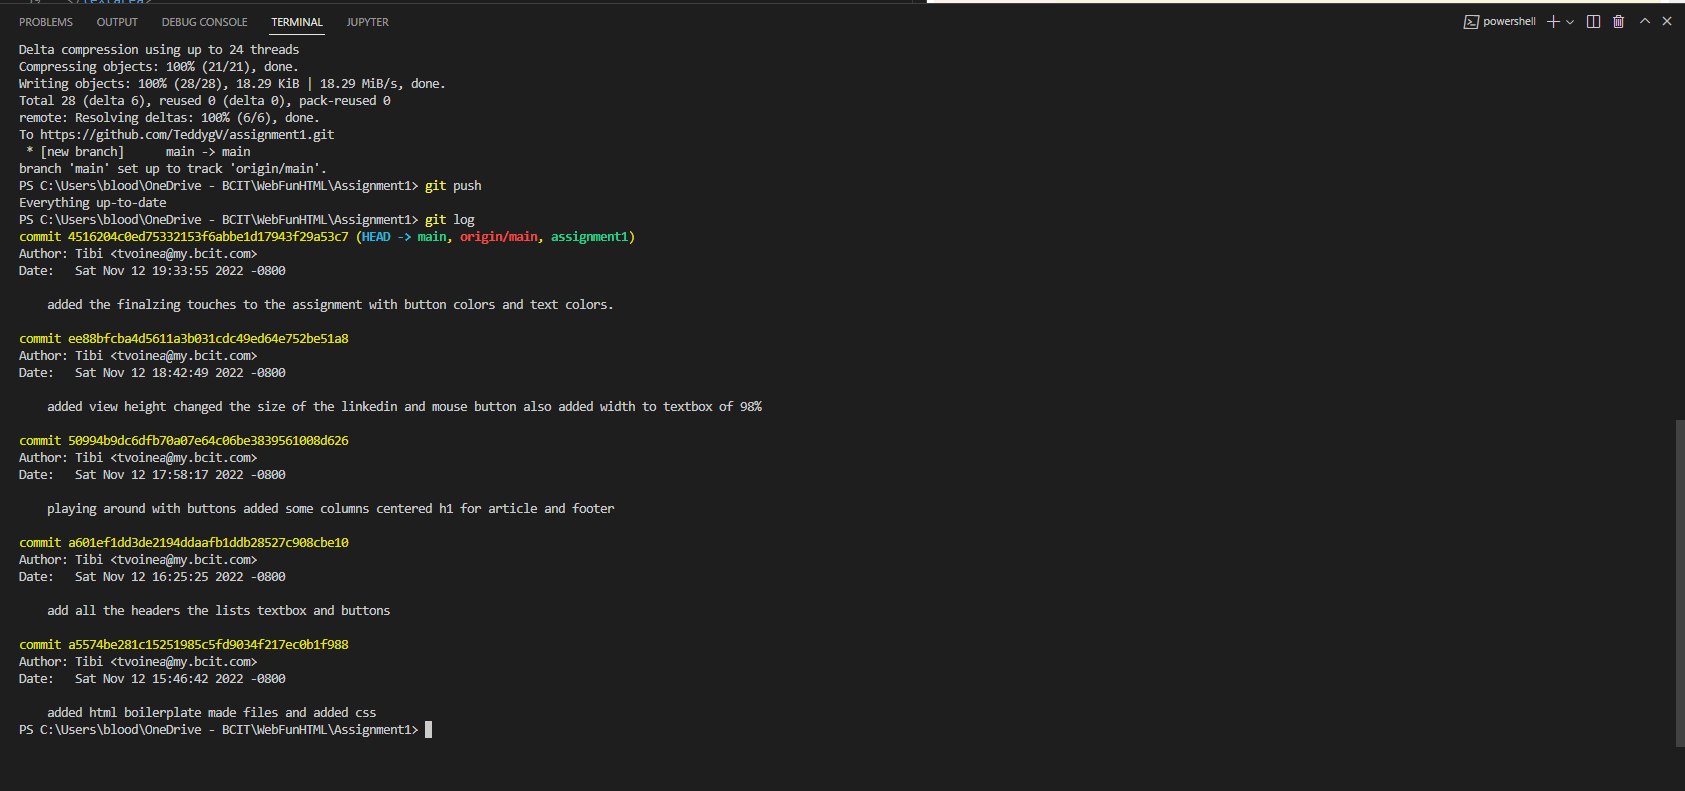 PROBLEMS OUTPUT DEBUG CONSOLE TERMINAL JUPYTER powershell
Delta compression using up to 24 threads
Compressing objects: 100% (21/21), done.
Writing objects: 100% (28/28), 18.29 KiB | 18.29 MiB/s, done.
Total 28 (delta 6), reused 0 (delta 0), pack-reused 0
remote: Resolving deltas: 100% (6/6), done.
To https://github.com/TeddygV/assignment1.git
 * [new branch]      main -> main
branch 'main' set up to track 'origin/main'.
PS C:\Users\blood\OneDrive - BCIT\WebFunHTML\Assignment1> git push
Everything up-to-date
PS C:\Users\blood\OneDrive - BCIT\WebFunHTML\Assignment1> git log
commit 4516204c0ed75332153f6abbe1d17943f29a53c7 (HEAD -> main, origin/main, assignment1)
Author: Tibi <tvoinea@my.bcit.com>
Date:   Sat Nov 12 19:33:55 2022 -0800
    added the finalzing touches to the assignment with button colors and text colors.
commit ee88bfcba4d5611a3b031cdc49ed64e752be51a8
Author: Tibi <tvoinea@my.bcit.com>
Date:   Sat Nov 12 18:42:49 2022 -0800
    added view height changed the size of the linkedin and mouse button also added width to textbox of 98%
commit 50994b9dc6dfb70a07e64c06be3839561008d626
Author: Tibi <tvoinea@my.bcit.com>
Date:   Sat Nov 12 17:58:17 2022 -0800
    playing around with buttons added some columns centered h1 for article and footer
commit a601ef1dd3de2194ddaafb1ddb28527c908cbe10
Author: Tibi <tvoinea@my.bcit.com>
Date:   Sat Nov 12 16:25:25 2022 -0800
    add all the headers the lists textbox and buttons
commit a5574be281c15251985c5fd9034f217ec0b1f988
Author: Tibi <tvoinea@my.bcit.com>
Date:   Sat Nov 12 15:46:42 2022 -0800
    added html boilerplate made files and added css
PS C:\Users\blood\OneDrive - BCIT\WebFunHTML\Assignment1>